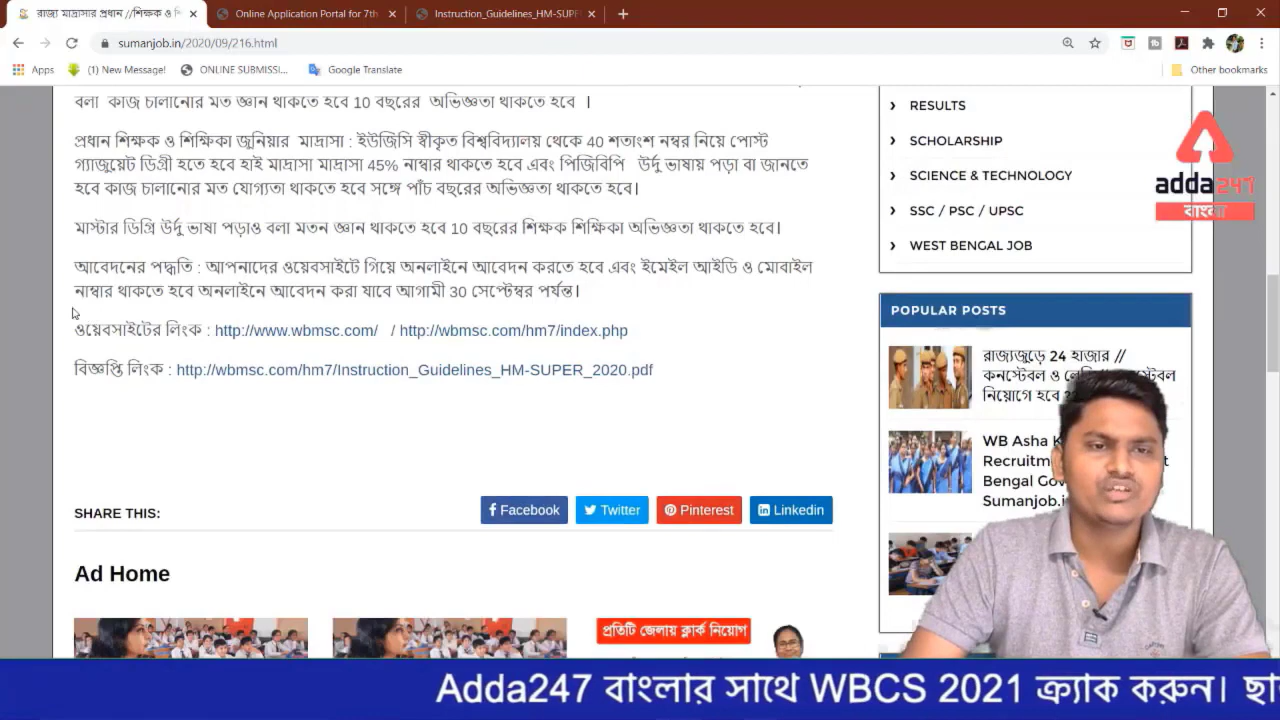 রাজ্য মাদ্রাসার প্রধান //শিক্ষক ও শি
Online Application Portal for 7th
Instruction_Guidelines_HM-SUPER
sumanjob.in/2020/09/216.html
Apps
(1) New Message!
ONLINE SUBMISSI...
Google Translate
Other bookmarks
বলা কাজ চালানোর মত জ্ঞান থাকতে হবে 10 বছরের অভিজ্ঞতা থাকতে হবে ।
প্রধান শিক্ষক ও শিক্ষিকা জুনিয়ার মাদ্রাসা : ইউজিসি স্বীকৃত বিশ্ববিদ্যালয় থেকে 40 শতাংশ নম্বর নিয়ে পোস্ট
গ্যাজুয়েট ডিগ্রী হতে হবে হাই মাদ্রাসা মাদ্রাসা 45% নাম্বার থাকতে হবে এবং পিজিবিপি উর্দু ভাষায় পড়া বা জানতে
হবে কাজ চালানোর মত যোগ্যতা থাকতে হবে সঙ্গে পাঁচ বছরের অভিজ্ঞতা থাকতে হবে।
মাস্টার ডিগ্রি উর্দু ভাষা পড়াও বলা মতন জ্ঞান থাকতে হবে 10 বছরের শিক্ষক শিক্ষিকা অভিজ্ঞতা থাকতে হবে।
আবেদনের পদ্ধতি : আপনাদের ওয়েবসাইটে গিয়ে অনলাইনে আবেদন করতে হবে এবং ইমেইল আইডি ও মোবাইল
নাম্বার থাকতে হবে অনলাইনে আবেদন করা যাবে আগামী 30 সেপ্টেম্বর পর্যন্ত।
ওয়েবসাইটের লিংক : http://www.wbmsc.com/ / http://wbmsc.com/hm7/index.php
বিজ্ঞপ্তি লিংক : http://wbmsc.com/hm7/Instruction_Guidelines_HM-SUPER_2020.pdf
SHARE THIS:
Facebook
Twitter
Pinterest
Linkedin
Ad Home
প্রতিটি জেলায় ক্লার্ক নিয়োগ
RESULTS
SCHOLARSHIP
SCIENCE & TECHNOLOGY
SSC / PSC / UPSC
WEST BENGAL JOB
adda247
বাংলা
POPULAR POSTS
রাজ্যজুড়ে 24 হাজার //
কনস্টেবল ও
নিয়োগে হবে
WB Asha
Bengal
Sumanjob.i
Adda247 বাংলার সাথে WBCS 2021 ক্র্যাক করুন।